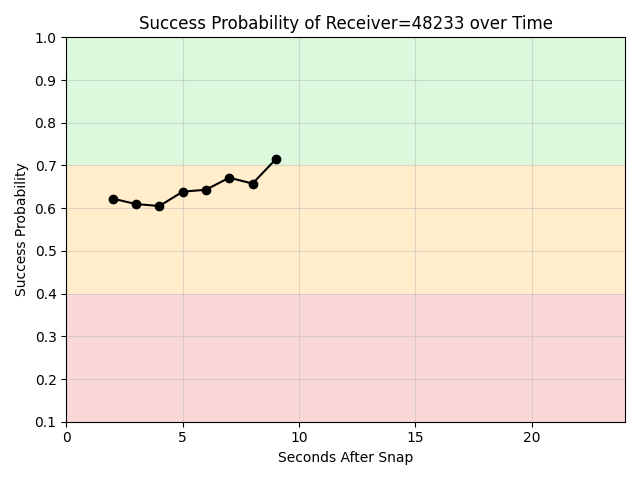 Success Probability of Receiver=48233 over Time
1.0
0.9
0.8
0.7
0.6
0.5
0.4
0.3
0.2
0.1
Success Probability
0 5 10 15 20
Seconds After Snap